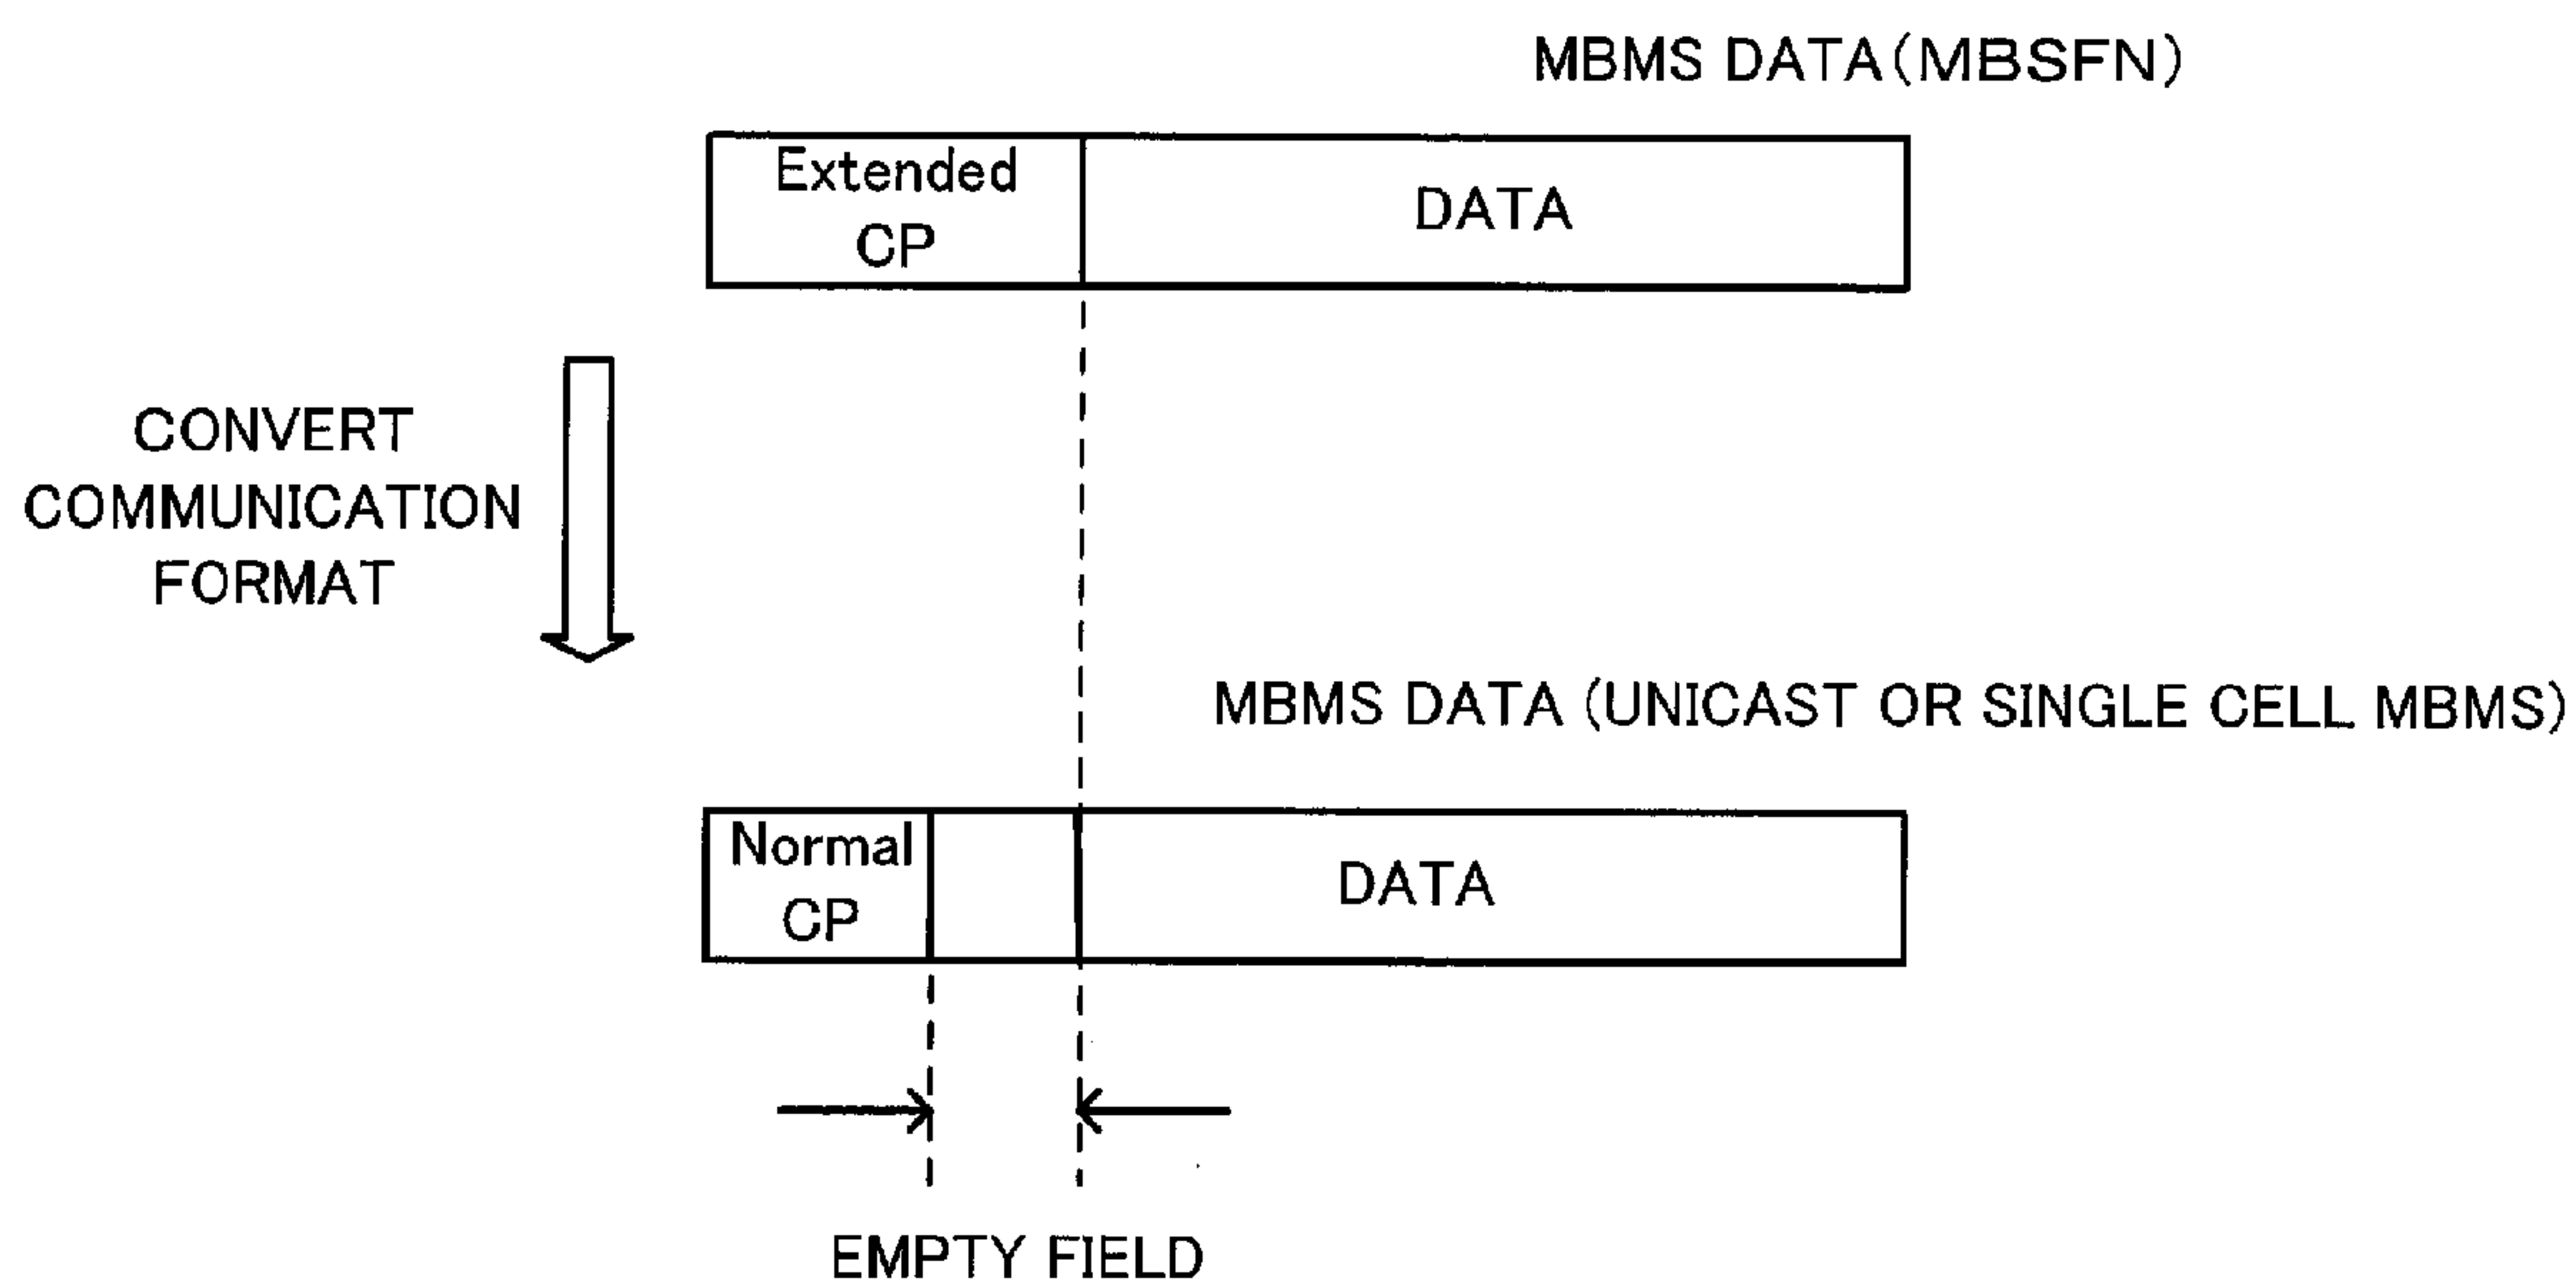 MBMS DATA(MBSFN)
Extended
CP
DATA
CONVERT
COMMUNICATION
FORMAT
MBMS DATA (UNICAST OR SINGLE CELL MBMS)
Normal
CP
DATA
EMPTY FIELD